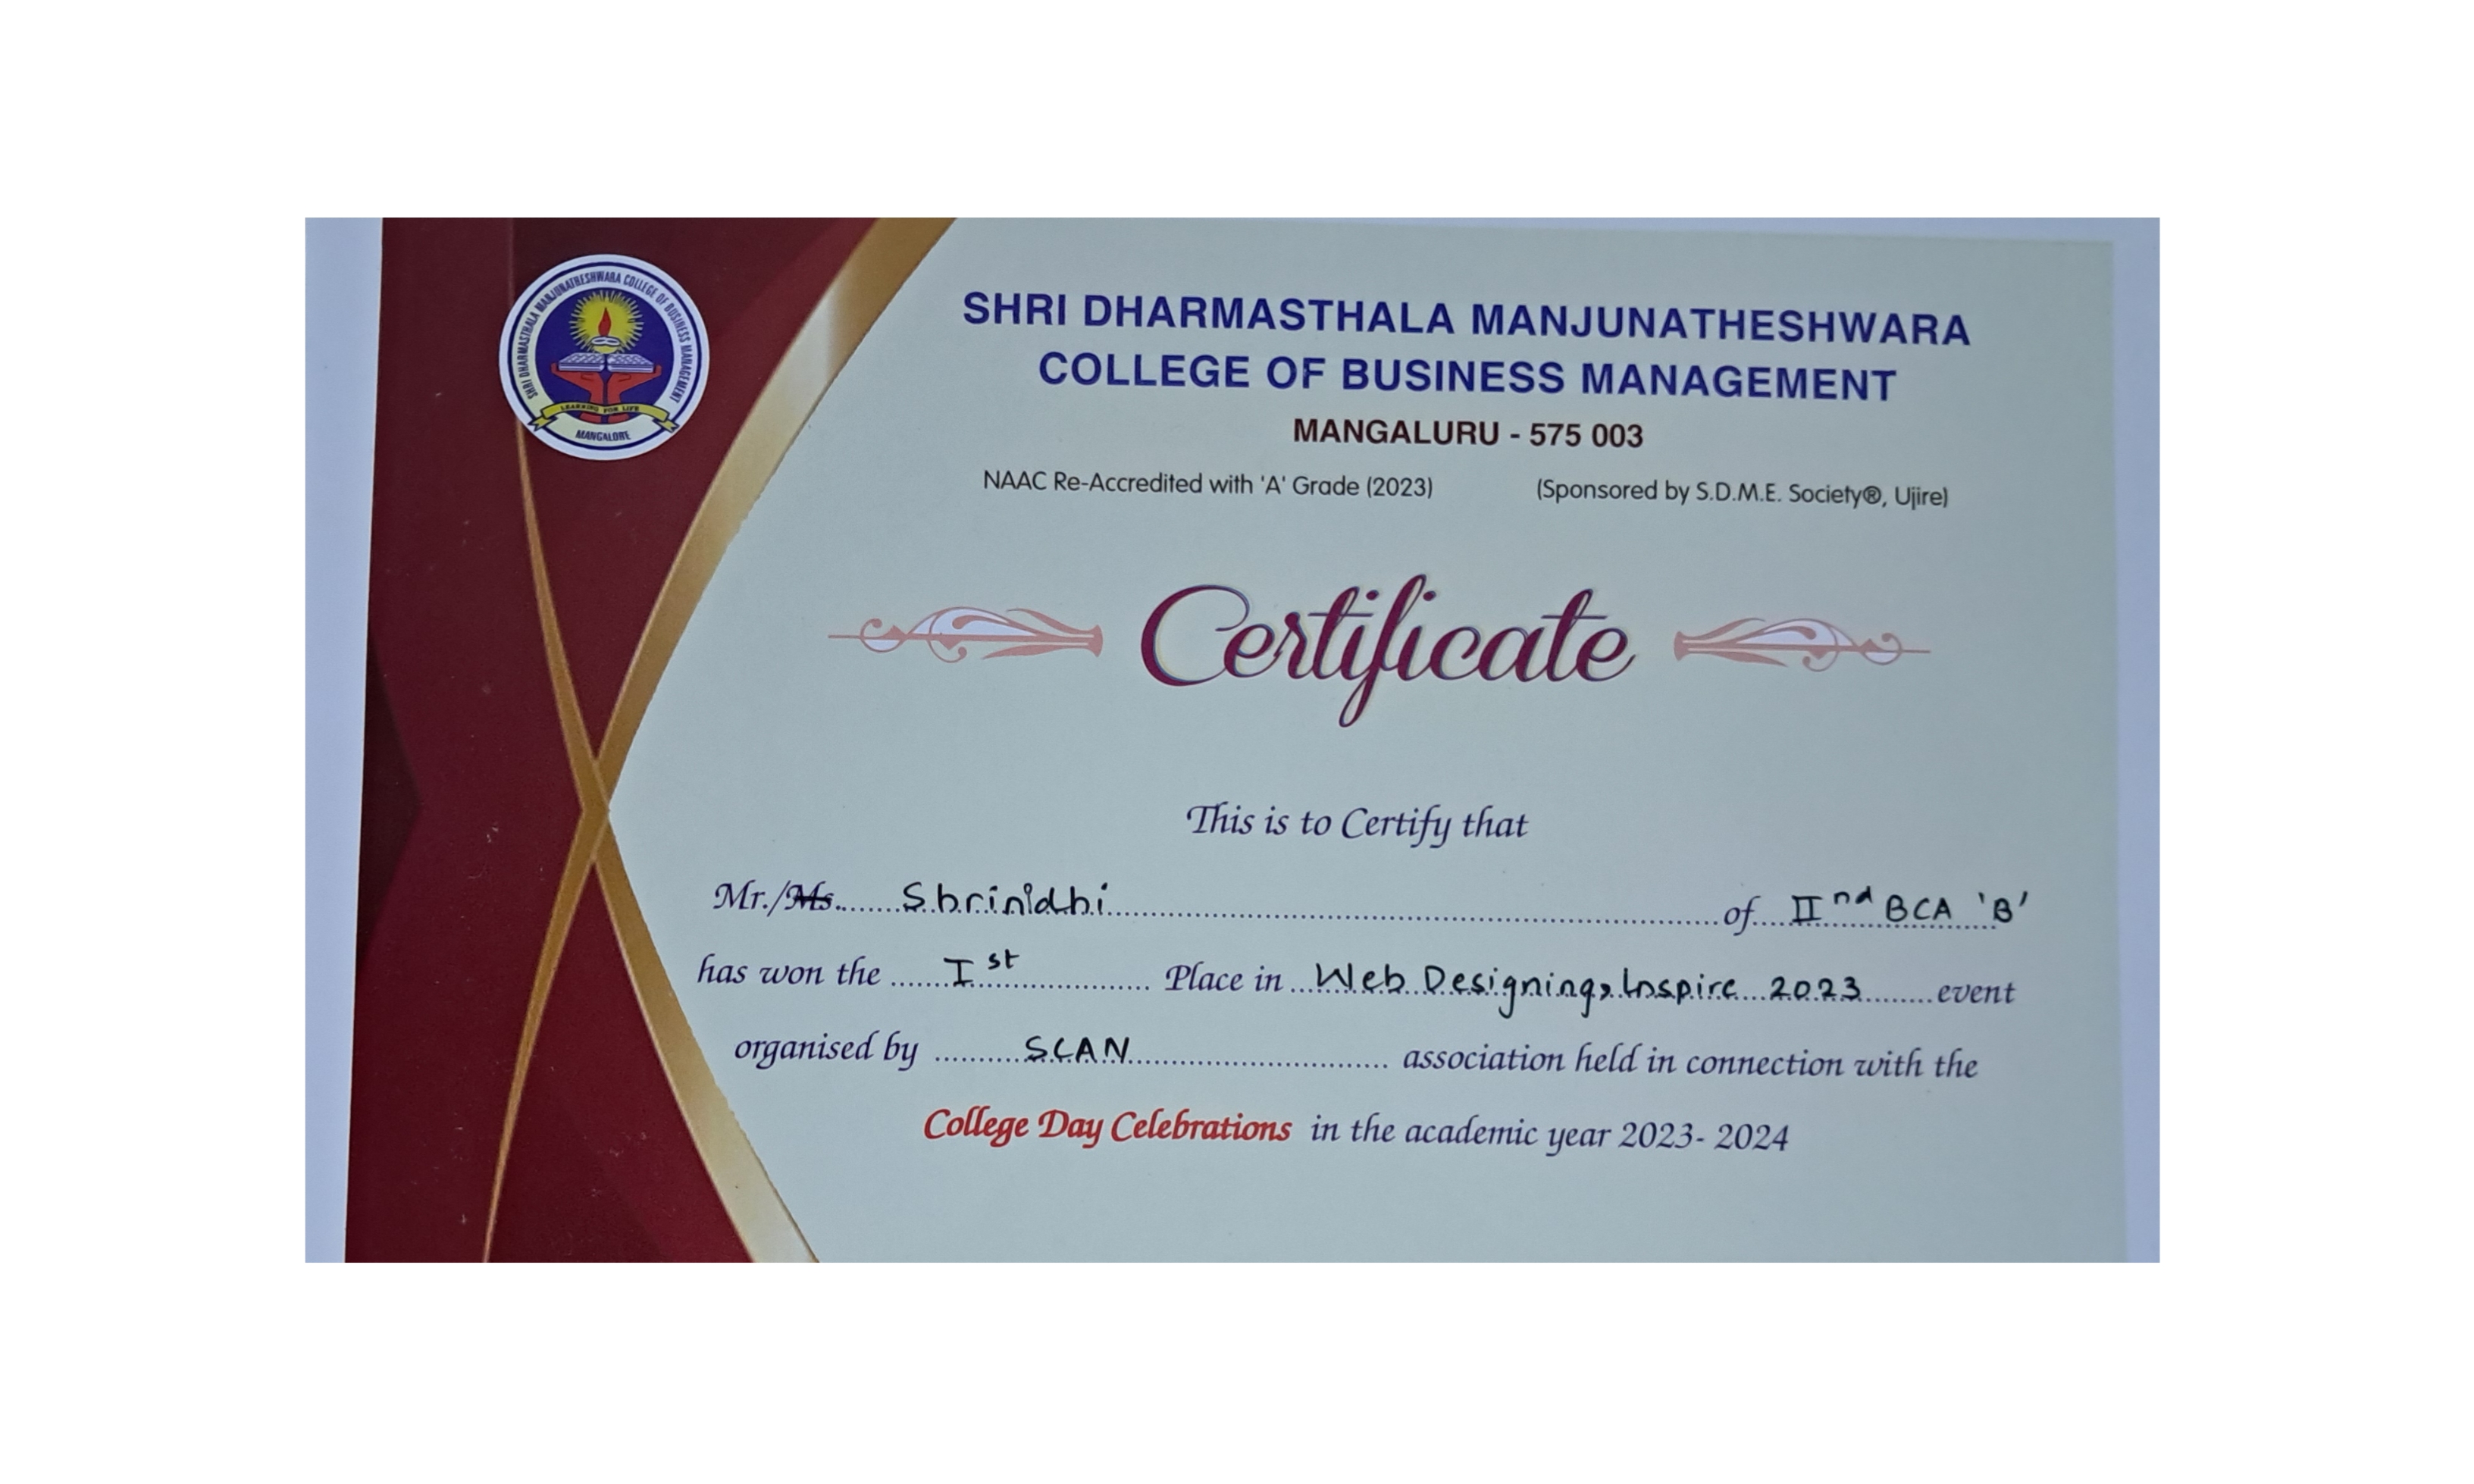 SHRI DHARMASTHALA MANJUNATHESHWARA COLLEGE OF BUSINESS MANAGEMENT
LEARNING FOR LIFE
MANGALORE
SHRI DHARMASTHALA MANJUNATHESHWARA
COLLEGE OF BUSINESS MANAGEMENT
MANGALURU - 575 003
NAAC Re-Accredited with 'A' Grade (2023) (Sponsored by S.D.M.E. Society®, Ujire)
Certificate
This is to Certify that
Mr./Ms. Shrinidhi of IInd BCA 'B'
has won the Ist Place in Web Designing, Inspire 2023 event
organised by SCAN association held in connection with the
College Day Celebrations in the academic year 2023- 2024